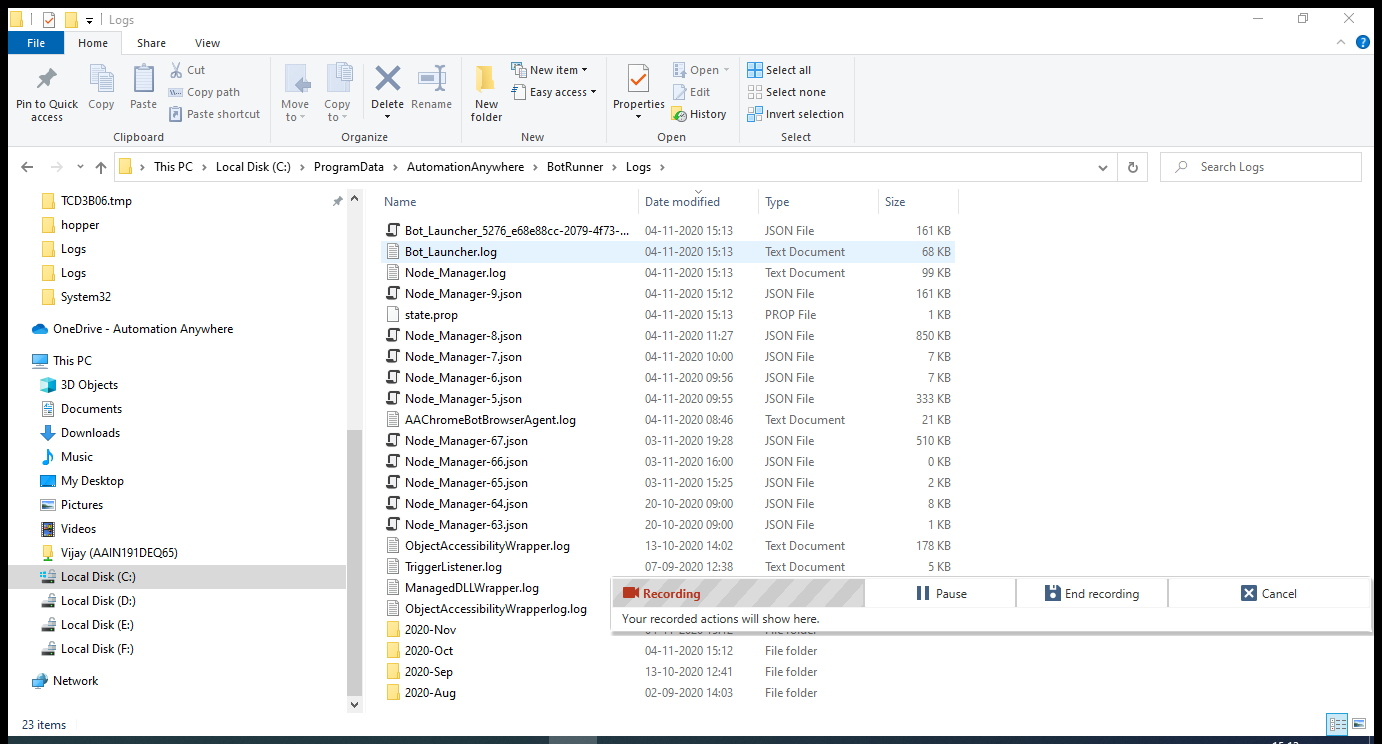 Logs
File Home Share View
Pin to Quick access
Copy
Paste
Cut
Copy path
Paste shortcut
Clipboard
Move to
Copy to
Delete
Rename
Organize
New folder
New item
Easy access
New
Properties
Open
Edit
History
Open
Select all
Select none
Invert selection
Select
This PC > Local Disk (C:) > ProgramData > AutomationAnywhere > BotRunner > Logs >
Search Logs
TCD3B06.tmp
hopper
Logs
Logs
System32
OneDrive - Automation Anywhere
This PC
3D Objects
Documents
Downloads
Music
My Desktop
Pictures
Videos
Vijay (AAIN191DEQ65)
Local Disk (C:)
Local Disk (D:)
Local Disk (E:)
Local Disk (F:)
Network
Name Date modified Type Size
Bot_Launcher_5276_e68e88cc-2079-4f73-... 04-11-2020 15:13 JSON File 161 KB
Bot_Launcher.log 04-11-2020 15:13 Text Document 68 KB
Node_Manager.log 04-11-2020 15:13 Text Document 99 KB
Node_Manager-9.json 04-11-2020 15:12 JSON File 161 KB
state.prop 04-11-2020 15:13 PROP File 1 KB
Node_Manager-8.json 04-11-2020 11:27 JSON File 850 KB
Node_Manager-7.json 04-11-2020 10:00 JSON File 7 KB
Node_Manager-6.json 04-11-2020 09:56 JSON File 7 KB
Node_Manager-5.json 04-11-2020 09:55 JSON File 333 KB
AAChromeBotBrowserAgent.log 04-11-2020 08:46 Text Document 21 KB
Node_Manager-67.json 03-11-2020 19:28 JSON File 510 KB
Node_Manager-66.json 03-11-2020 16:00 JSON File 0 KB
Node_Manager-65.json 03-11-2020 15:25 JSON File 2 KB
Node_Manager-64.json 20-10-2020 09:00 JSON File 8 KB
Node_Manager-63.json 20-10-2020 09:00 JSON File 1 KB
ObjectAccessibilityWrapper.log 13-10-2020 14:02 Text Document 178 KB
TriggerListener.log 07-09-2020 12:38 Text Document 5 KB
ManagedDLLWrapper.log
ObjectAccessibilityWrapperlog.log
2020-Nov
2020-Oct 04-11-2020 15:12 File folder
2020-Sep 13-10-2020 12:41 File folder
2020-Aug 02-09-2020 14:03 File folder
Recording Pause End recording Cancel
Your recorded actions will show here.
23 items